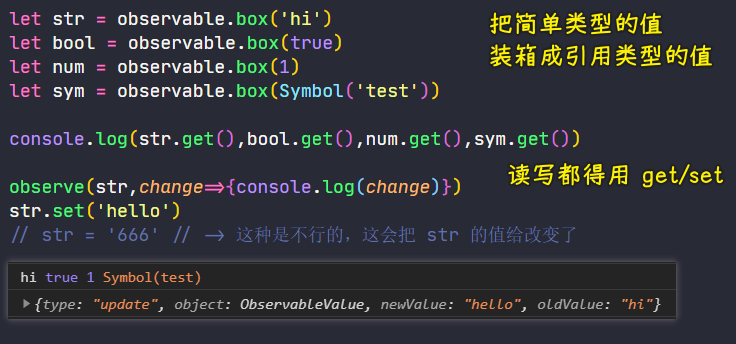 let str = observable.box('hi')
把简单类型的值
let bool = observable.box(true)
装箱成引用类型的值
let num = observable.box(1)
let sym = observable.box(Symbol('test'))
console.log(str.get(),bool.get(),num.get(),sym.get())
读写都得用 get/set
observe(str,change=>{console.log(change)})
str.set('hello')
// str = '666' // -> 这种是不行的，这会把 str 的值给改变了
hi true 1 Symbol(test)
▶{type: "update", object: ObservableValue, newValue: "hello", oldValue: "hi"}